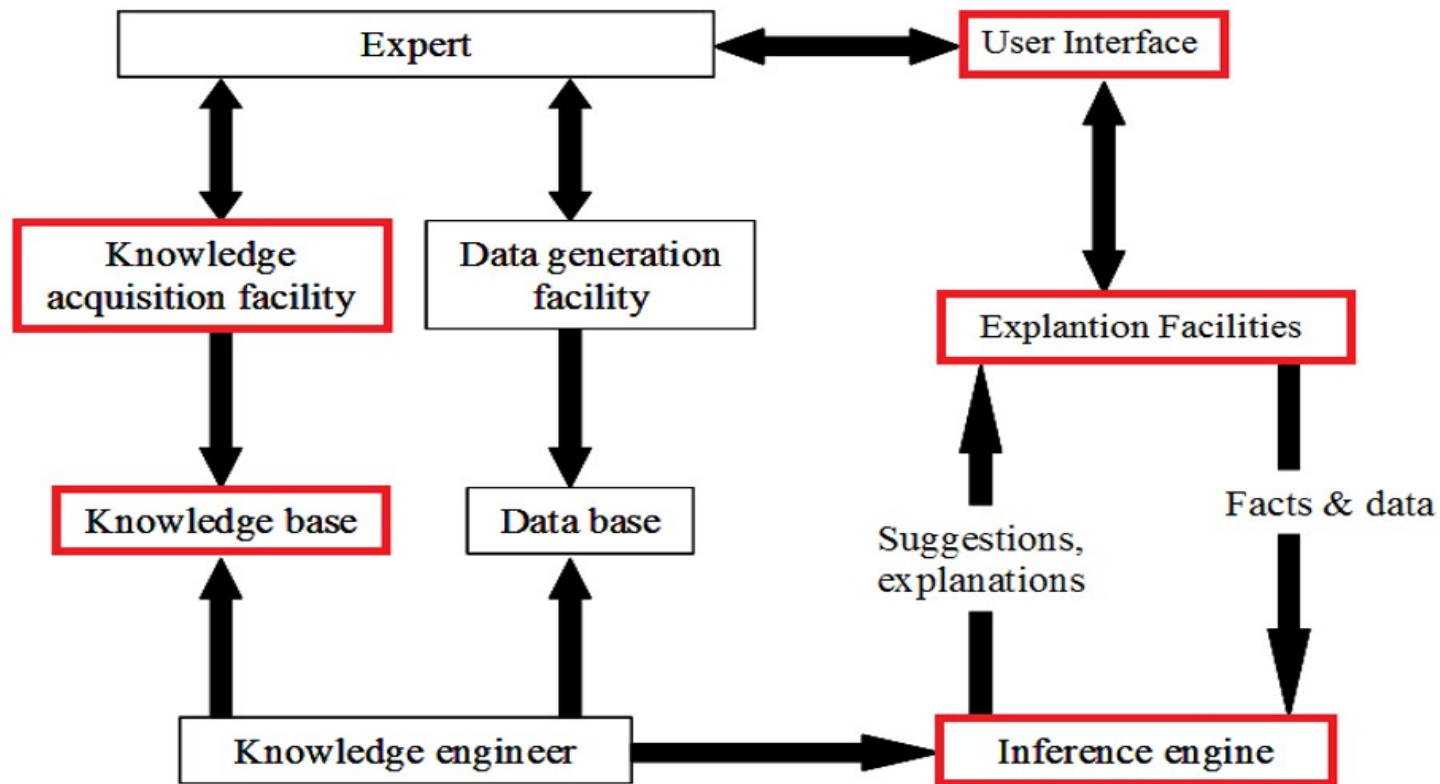 Expert
User Interface
Knowledge
acquisition facility
Data generation
facility
Explantion Facilities
Knowledge base
Data base
Suggestions,
explanations
Facts & data
Knowledge engineer
Inference engine